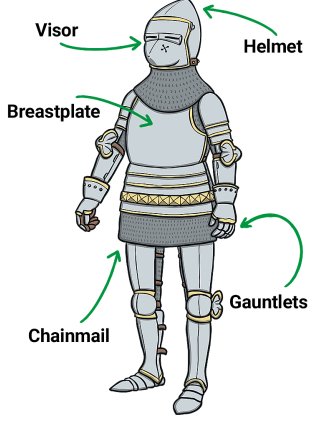 Visor
Helmet
Breastplate
Gauntlets
Chainmail